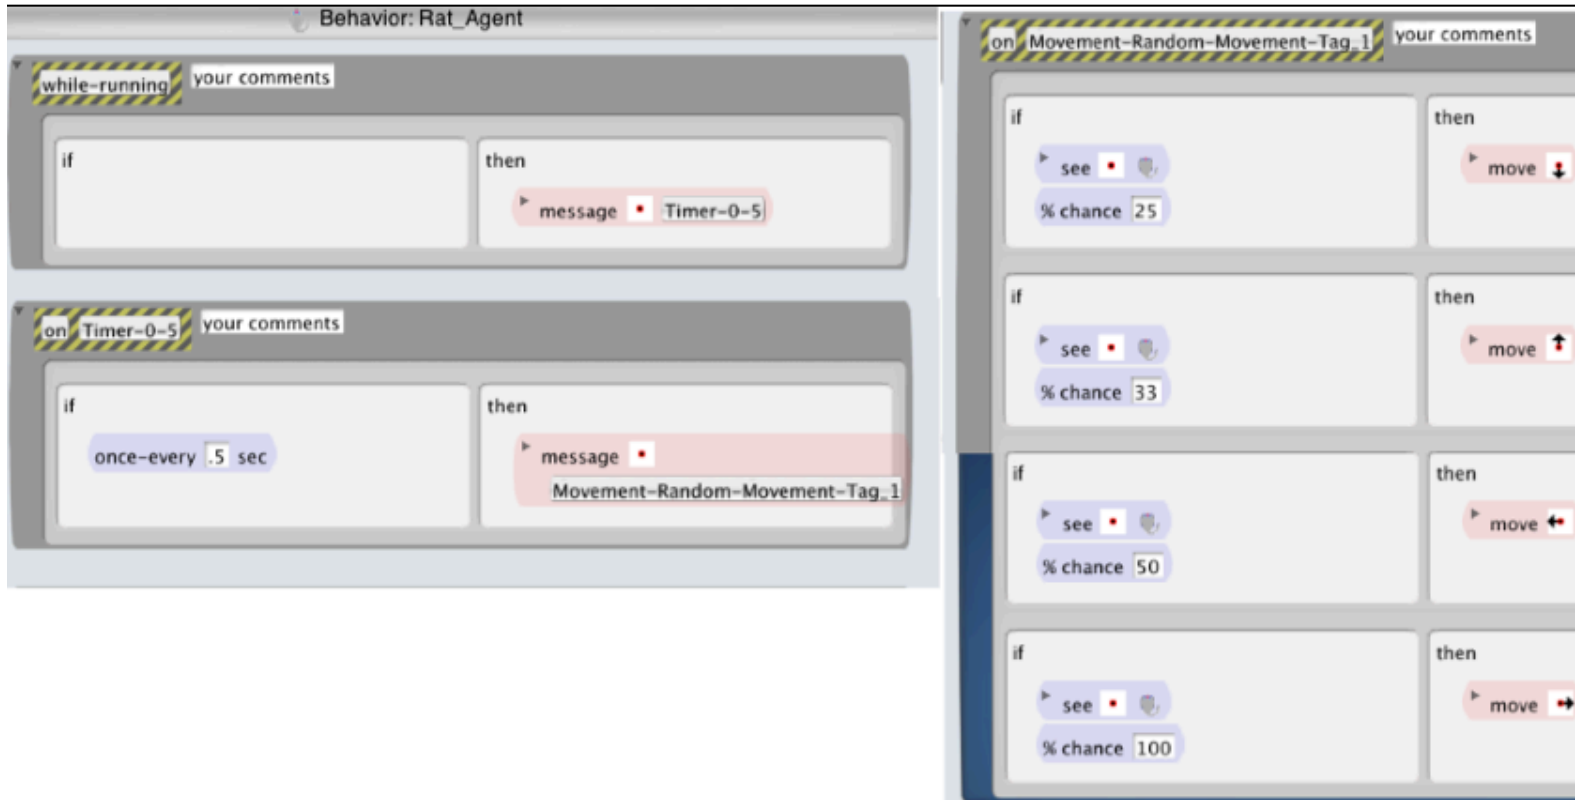 Behavior: Rat_Agent
while-running your comments
if
then
message Timer-0-5
on Timer-0-5 your comments
if
once-every .5 sec
then
message
Movement-Random-Movement-Tag_1
on Movement-Random-Movement-Tag_1 your comments
if
see
% chance 25
then
move
if
see
% chance 33
then
move
if
see
% chance 50
then
move
if
see
% chance 100
then
move